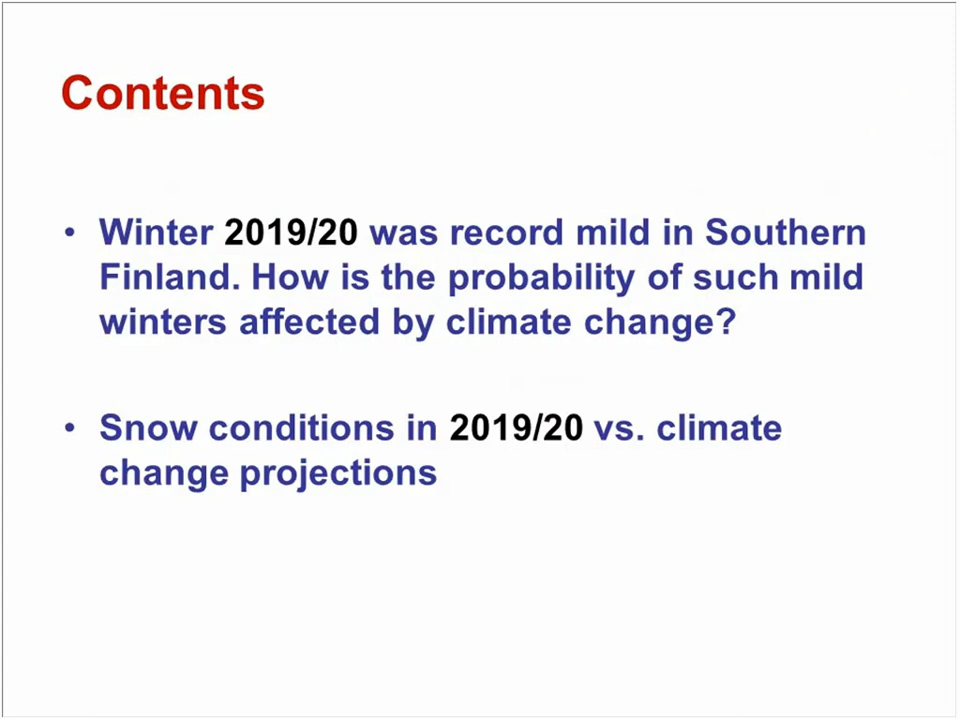 Contents
• Winter 2019/20 was record mild in Southern
Finland. How is the probability of such mild
winters affected by climate change?
• Snow conditions in 2019/20 vs. climate
change projections